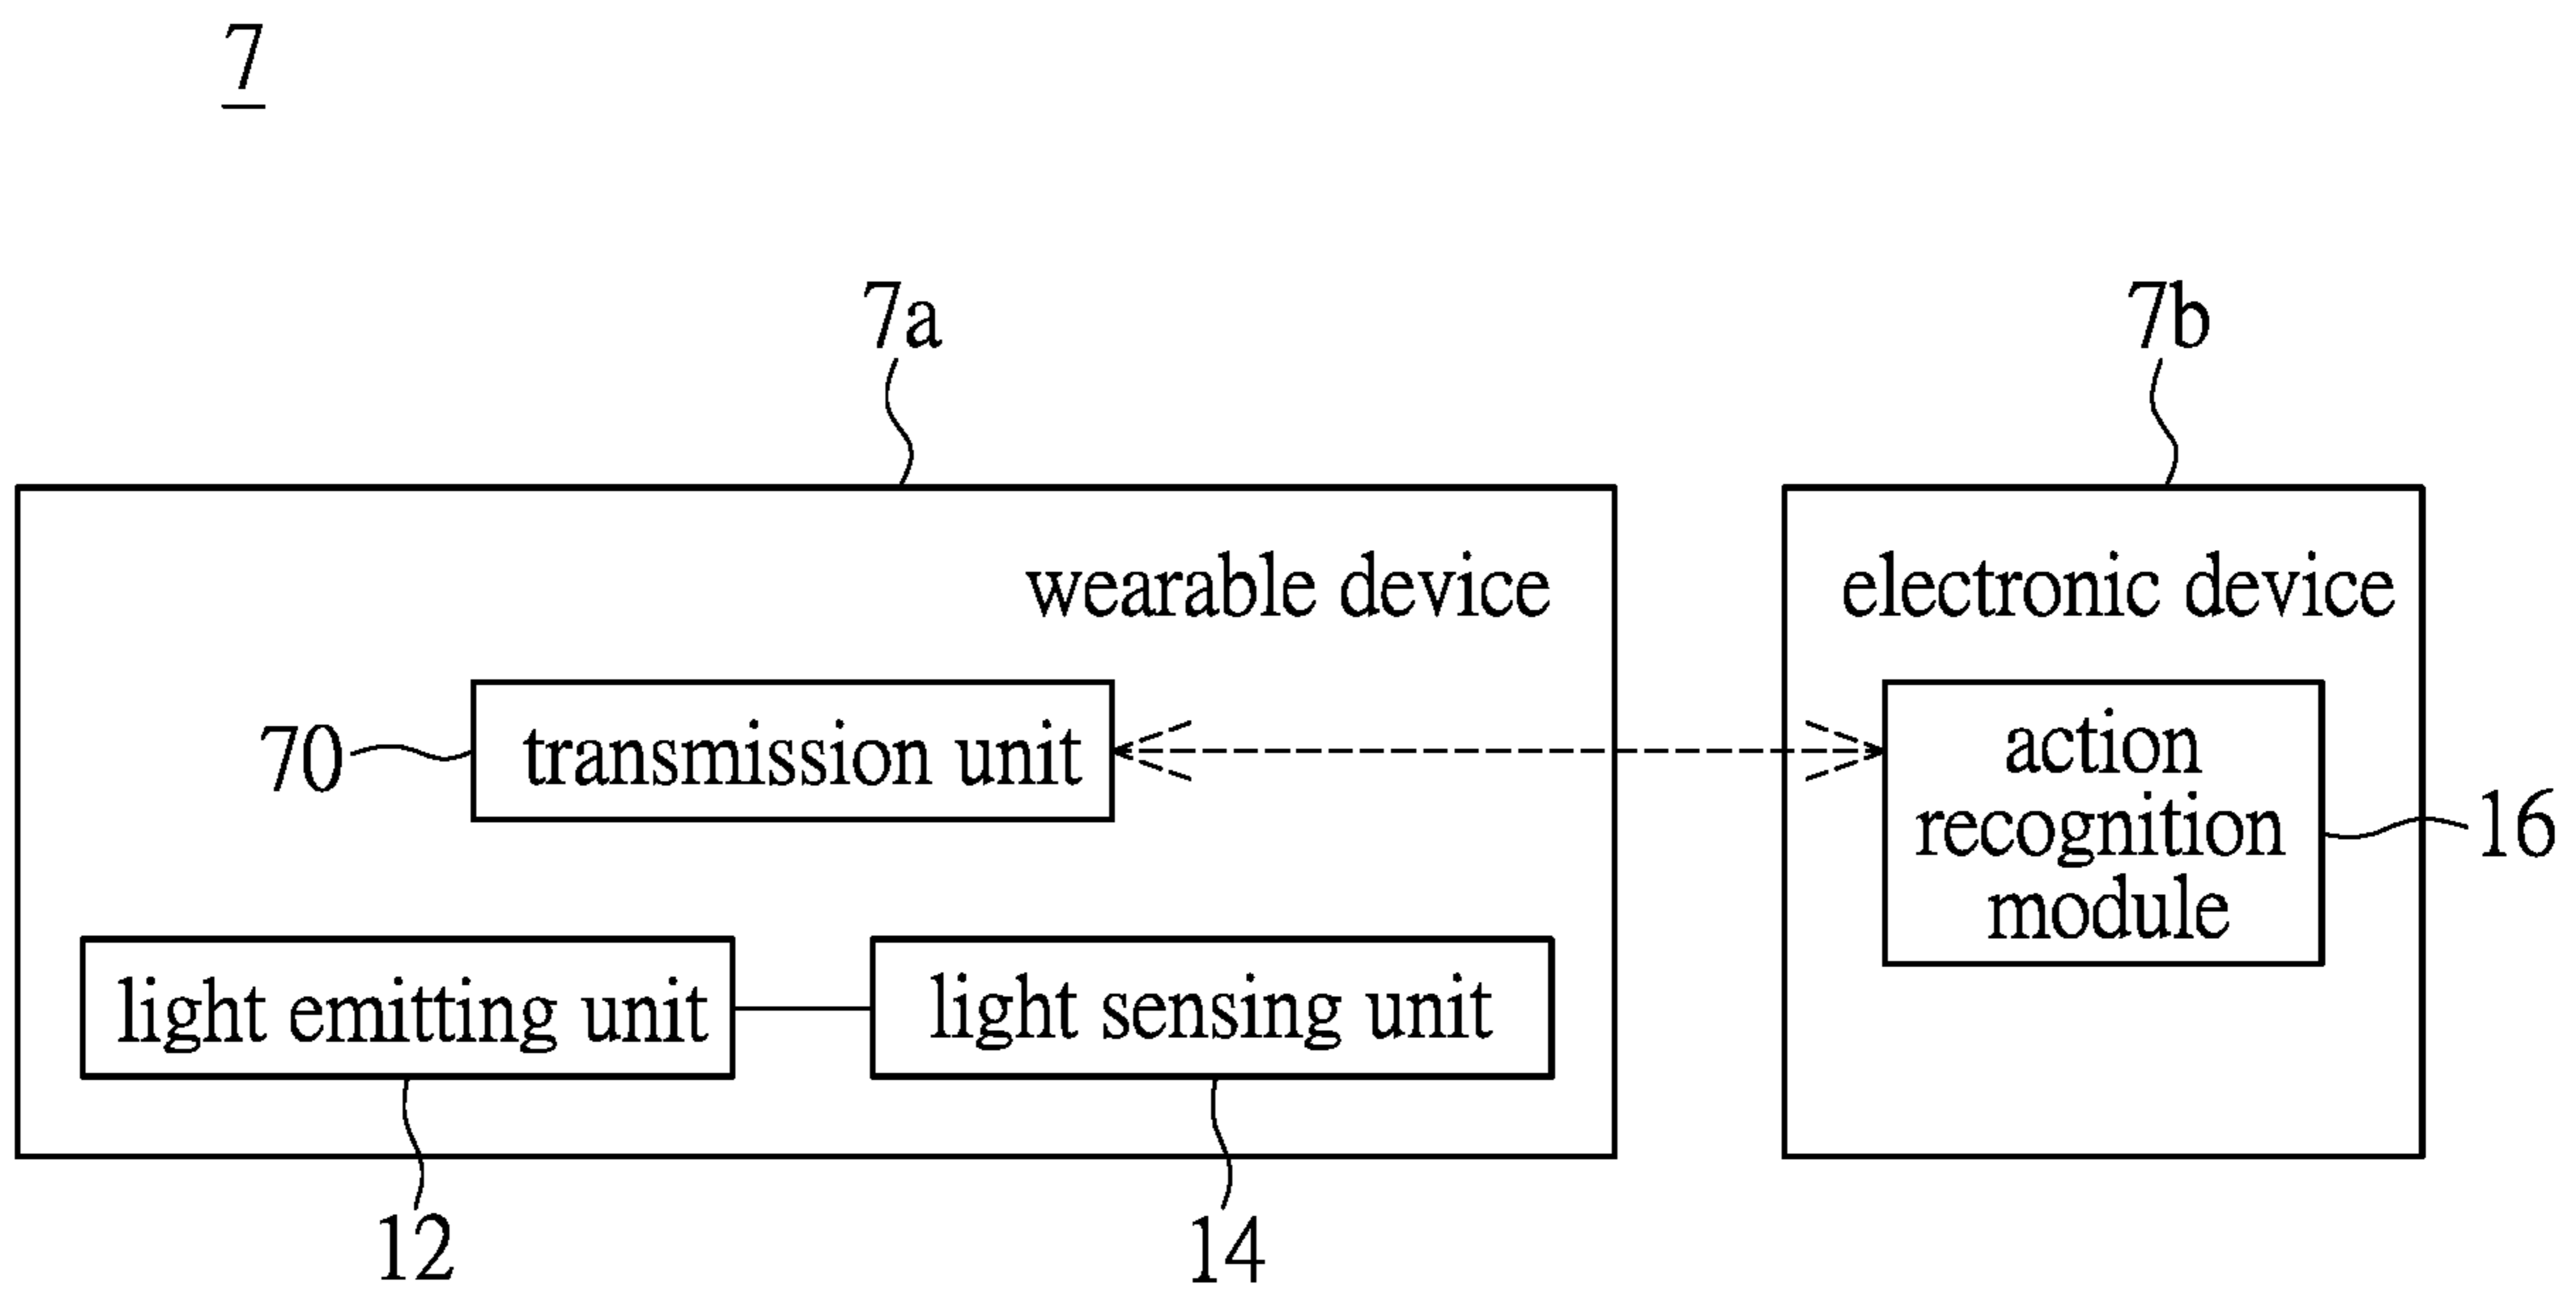 7
7a
7b
wearable device
electronic device
70
transmission unit
action
recognition
module
16
light emitting unit
light sensing unit
12
14